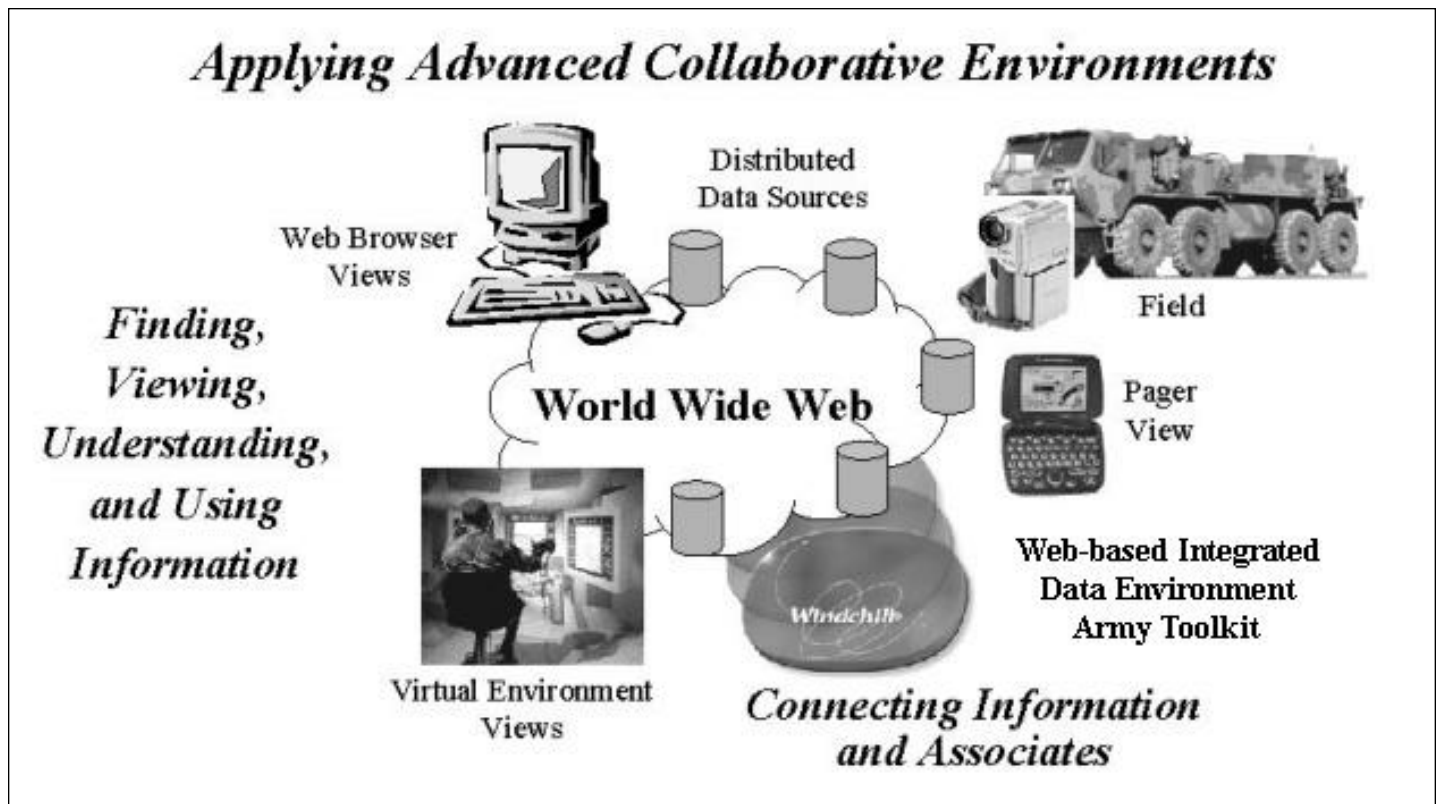 Applying Advanced Collaborative Environments
Distributed
Data Sources
Web Browser
Views
Field
Finding,
Viewing,
Understanding,
and Using
Information
World Wide Web
Pager
View
Windchill
Web-based Integrated
Data Environment
Army Toolkit
Virtual Environment
Views
Connecting Information
and Associates